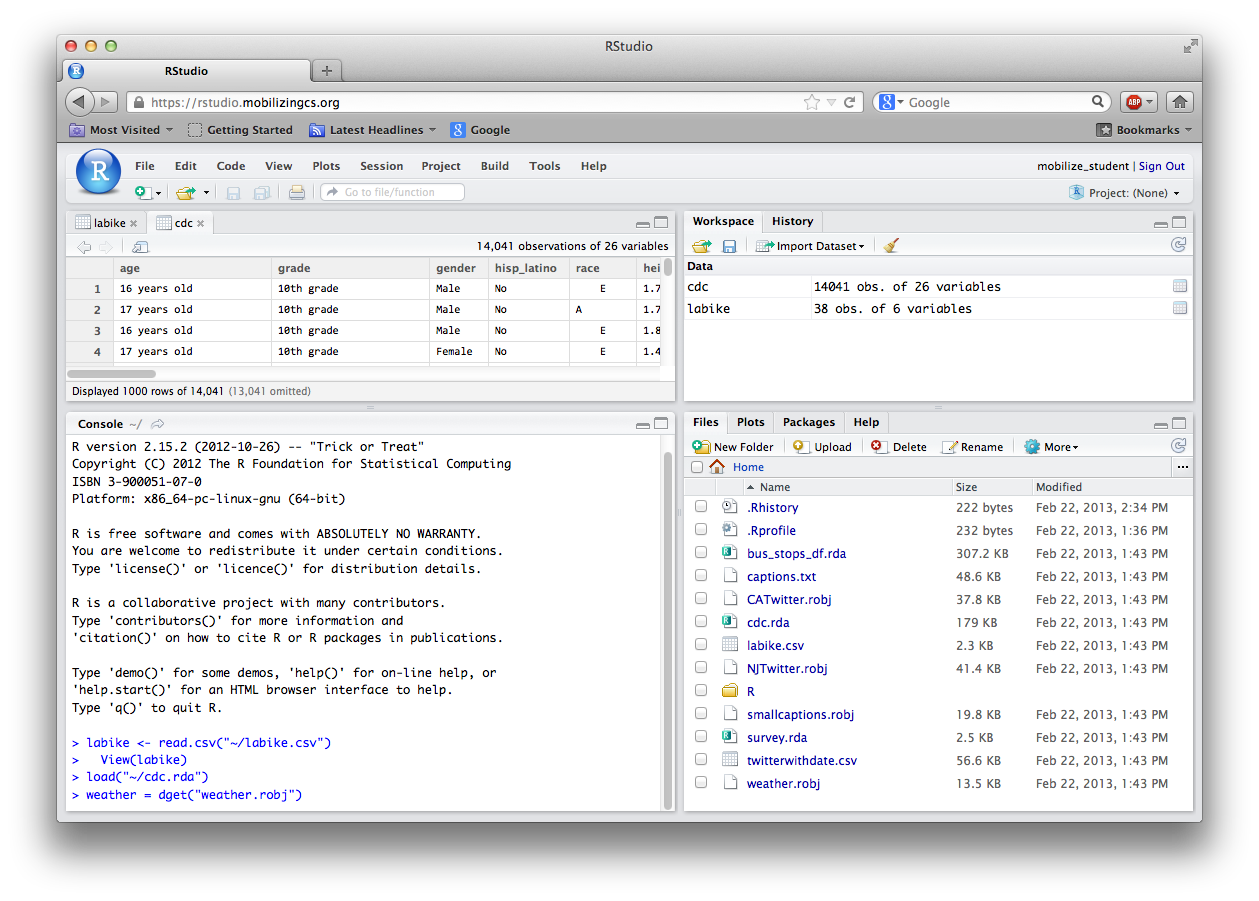 RStudio
RStudio
https://rstudio.mobilizingcs.org
Google
ABP
Most Visited Getting Started Latest Headlines Google Bookmarks
R File Edit Code View Plots Session Project Build Tools Help mobilize_student | Sign Out
Go to file/function Project: (None)
labike cdc
14,041 observations of 26 variables
age grade gender hisp_latino race hei
1 16 years old 10th grade Male No E 1.7
2 17 years old 10th grade Male No A 1.7
3 16 years old 10th grade Male No E 1.8
4 17 years old 10th grade Female No E 1.4
Displayed 1000 rows of 14,041 (13,041 omitted)
Workspace History
Import Dataset
Data
cdc 14041 obs. of 26 variables
labike 38 obs. of 6 variables
Console ~/
R version 2.15.2 (2012-10-26) -- "Trick or Treat"
Copyright (C) 2012 The R Foundation for Statistical Computing
ISBN 3-900051-07-0
Platform: x86_64-pc-linux-gnu (64-bit)
R is free software and comes with ABSOLUTELY NO WARRANTY.
You are welcome to redistribute it under certain conditions.
Type 'license()' or 'licence()' for distribution details.
R is a collaborative project with many contributors.
Type 'contributors()' for more information and
'citation()' on how to cite R or R packages in publications.
Type 'demo()' for some demos, 'help()' for on-line help, or
'help.start()' for an HTML browser interface to help.
Type 'q()' to quit R.
> labike <- read.csv("~/labike.csv")
> View(labike)
> load("~/cdc.rda")
> weather = dget("weather.robj")
Files Plots Packages Help
New Folder Upload Delete Rename More
Home ...
Name Size Modified
.Rhistory 222 bytes Feb 22, 2013, 2:34 PM
.Rprofile 232 bytes Feb 22, 2013, 1:36 PM
bus_stops_df.rda 307.2 KB Feb 22, 2013, 1:43 PM
captions.txt 48.6 KB Feb 22, 2013, 1:43 PM
CATwitter.robj 37.8 KB Feb 22, 2013, 1:43 PM
cdc.rda 179 KB Feb 22, 2013, 1:43 PM
labike.csv 2.3 KB Feb 22, 2013, 1:43 PM
NJTwitter.robj 41.4 KB Feb 22, 2013, 1:43 PM
R
smallcaptions.robj 19.8 KB Feb 22, 2013, 1:43 PM
survey.rda 2.5 KB Feb 22, 2013, 1:43 PM
twitterwithdate.csv 56.6 KB Feb 22, 2013, 1:43 PM
weather.robj 13.5 KB Feb 22, 2013, 1:43 PM